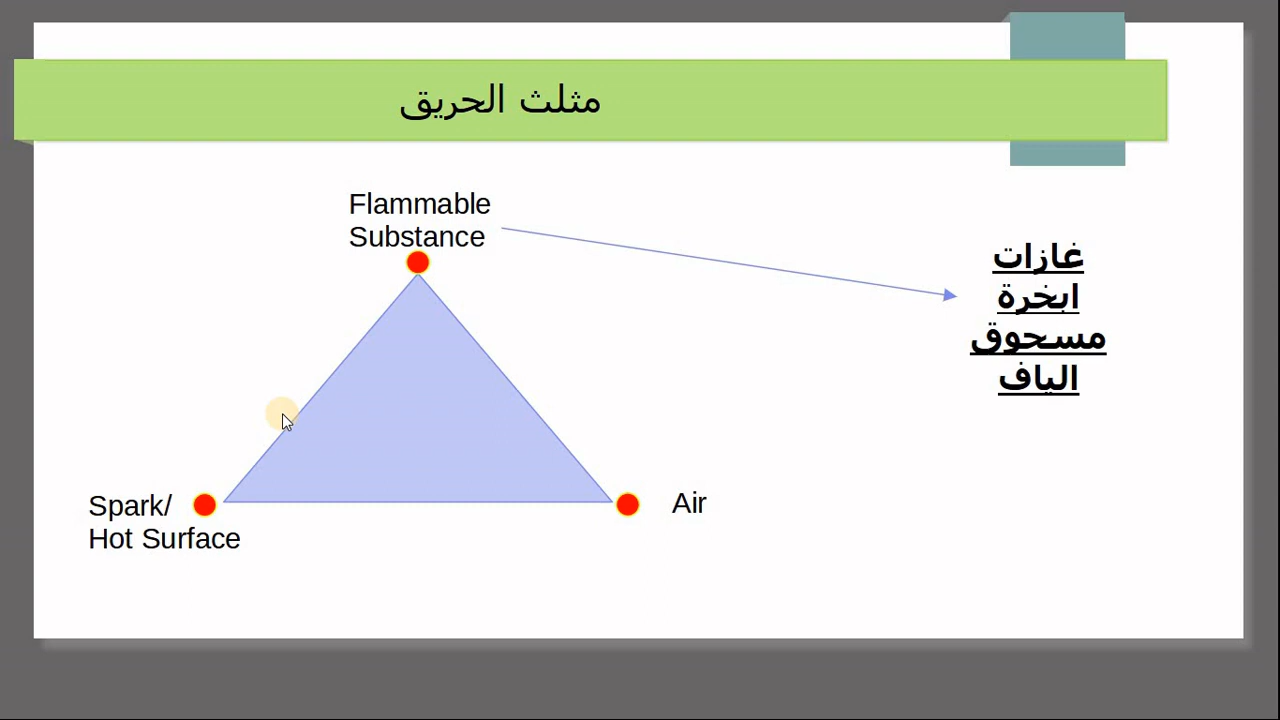 مثلث الحريق
Flammable
Substance
غازات
ابخرة
مسحوق
الياف
Spark/
Hot Surface
Air